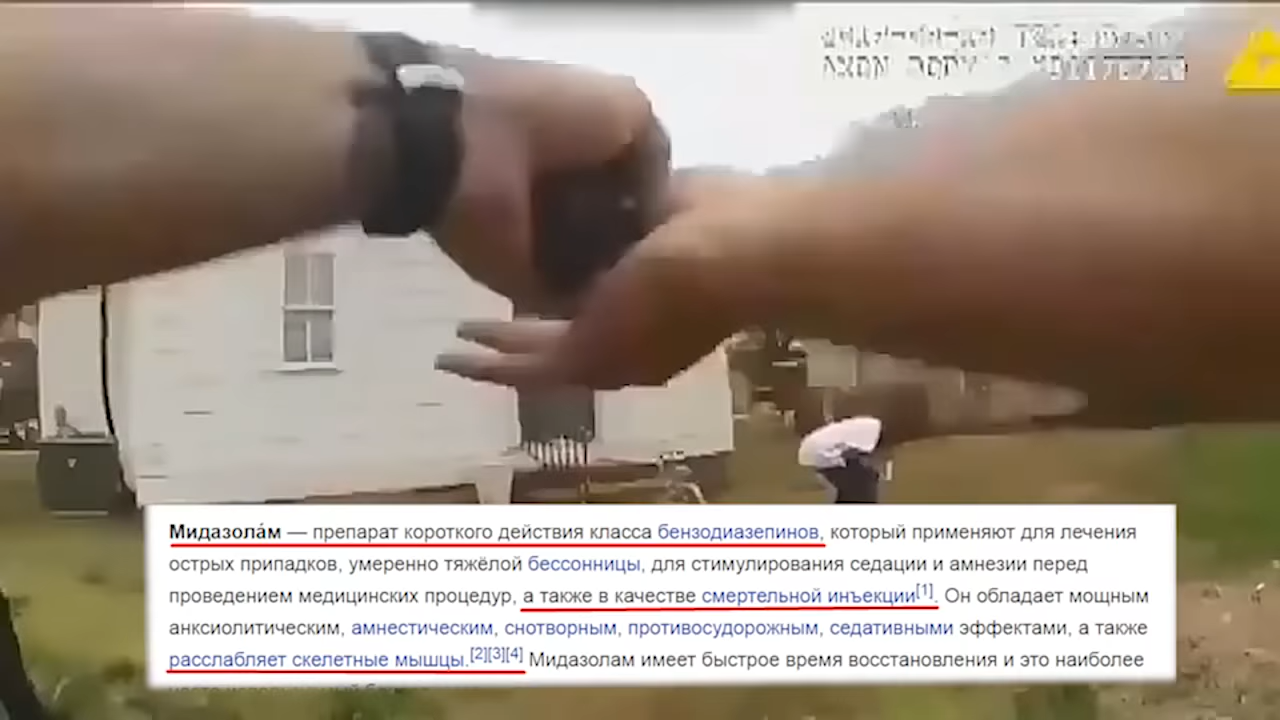 Мидазола́м — препарат короткого действия класса бензодиазепинов, который применяют для лечения
острых припадков, умеренно тяжёлой бессонницы, для стимулирования седации и амнезии перед
проведением медицинских процедур, а также в качестве смертельной инъекции[1]. Он обладает мощным
анксиолитическим, амнестическим, снотворным, противосудорожным, седативными эффектами, а также
расслабляет скелетные мышцы.[2][3][4] Мидазолам имеет быстрое время восстановления и это наиболее